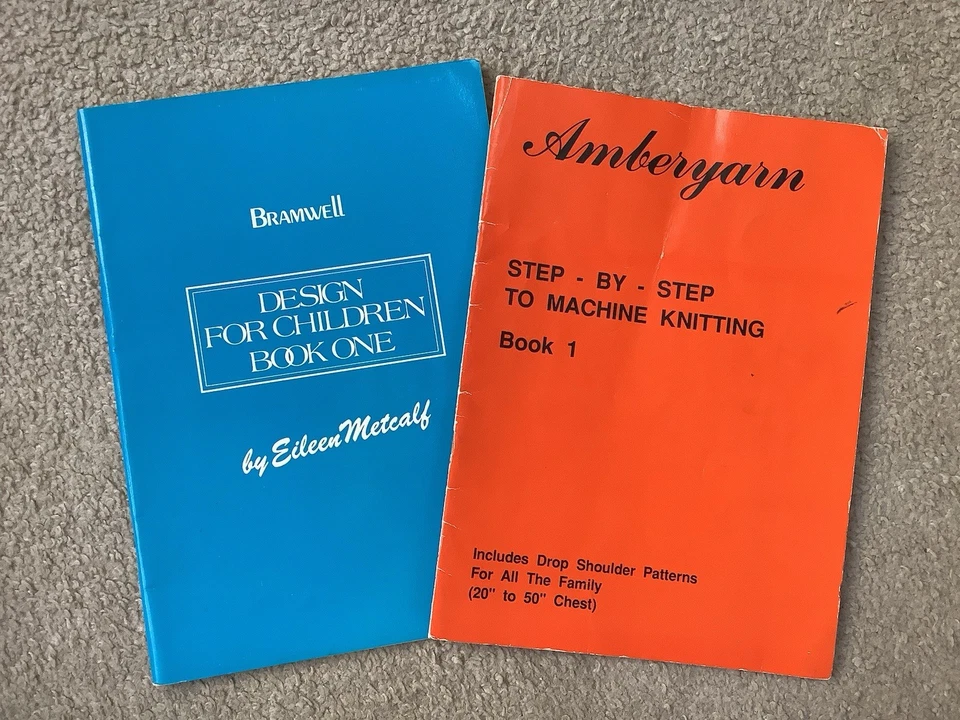 BRAMWEll
DESIGN
FOR CHILDREN
BOOK ONE
by Eileen Metcalf
Amberyarn
STEP - BY - STEP
TO MACHINE KNITTING
Book 1
Includes Drop Shoulder Patterns
For All The Family
(20" to 50" Chest)